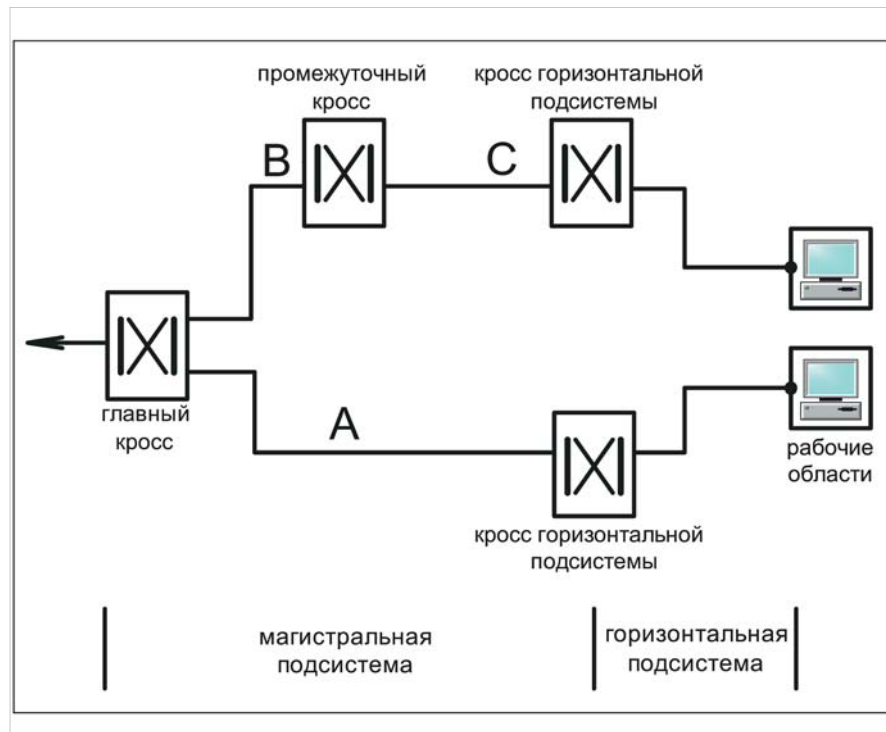 промежуточный
кросс
кросс горизонтальной
подсистемы
B
C
главный
кросс
A
рабочие
области
кросс горизонтальной
подсистемы
магистральная
подсистема
горизонтальная
подсистема